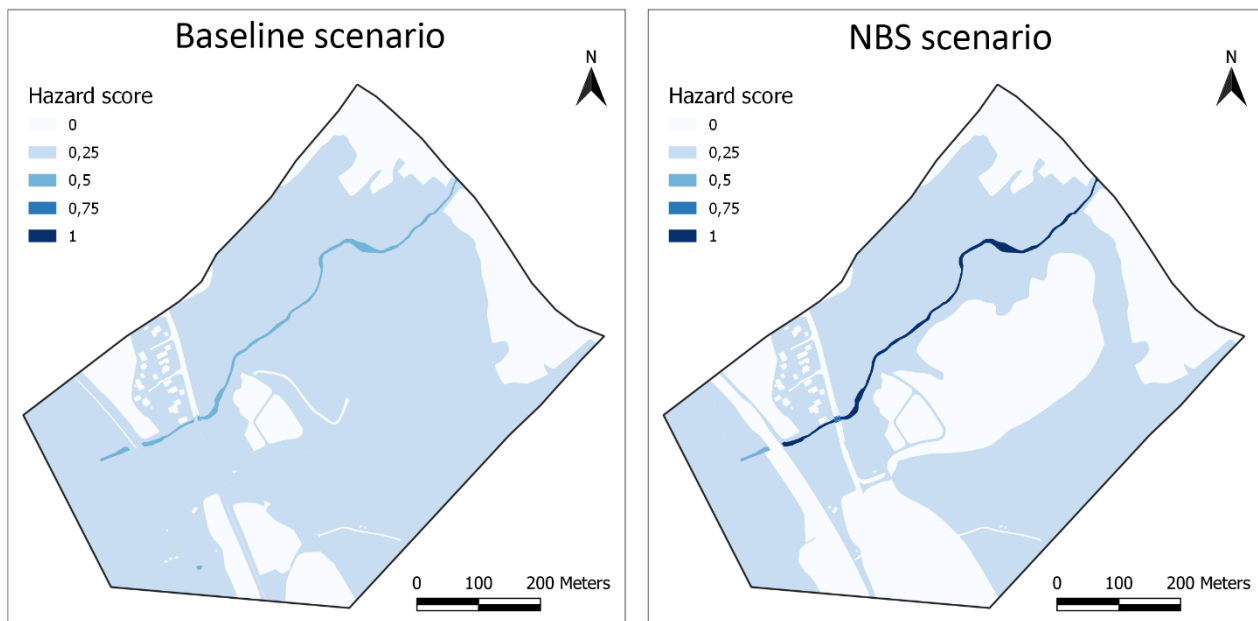 Baseline scenario
N
Hazard score
0
0,25
0,5
0,75
1
0 100 200 Meters
NBS scenario
N
Hazard score
0
0,25
0,5
0,75
1
0 100 200 Meters